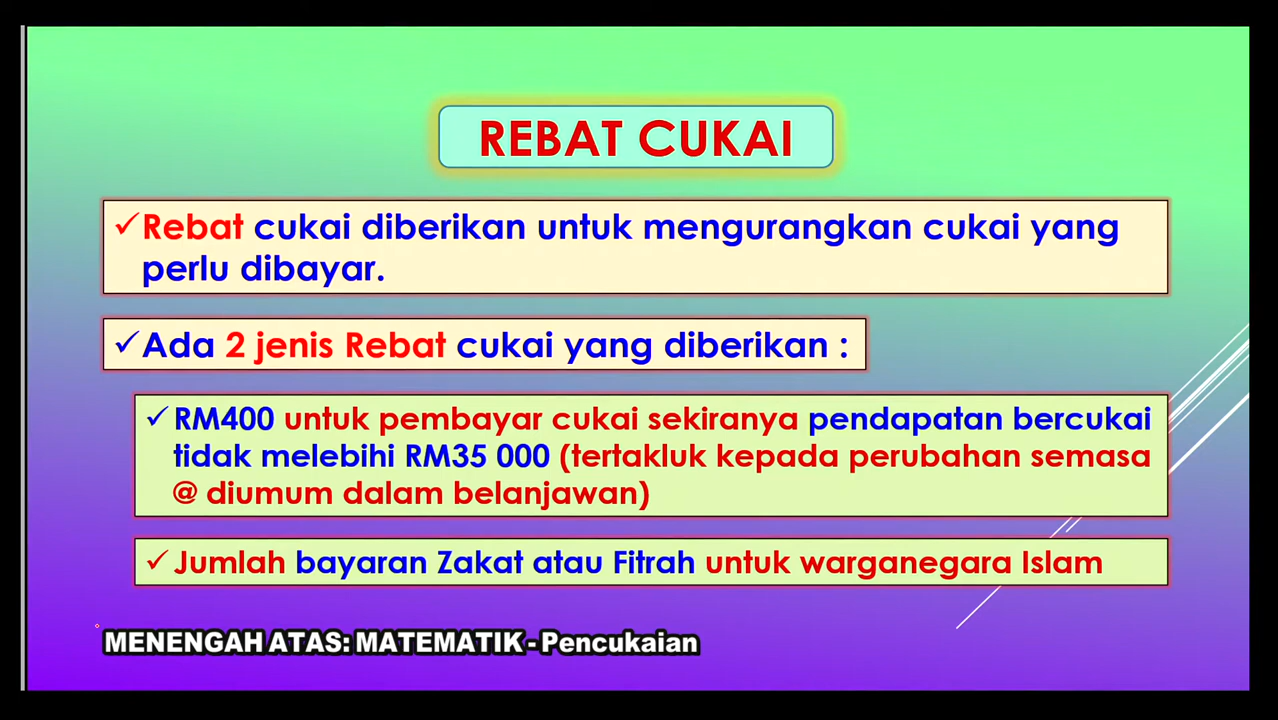 REBAT CUKAI
✓Rebat cukai diberikan untuk mengurangkan cukai yang
perlu dibayar.
✓Ada 2 jenis Rebat cukai yang diberikan :
✓RM400 untuk pembayar cukai sekiranya pendapatan bercukai
tidak melebihi RM35 000 (tertakluk kepada perubahan semasa
@ diumum dalam belanjawan)
✓Jumlah bayaran Zakat atau Fitrah untuk warganegara Islam
MENENGAH ATAS: MATEMATIK - Pencukaian